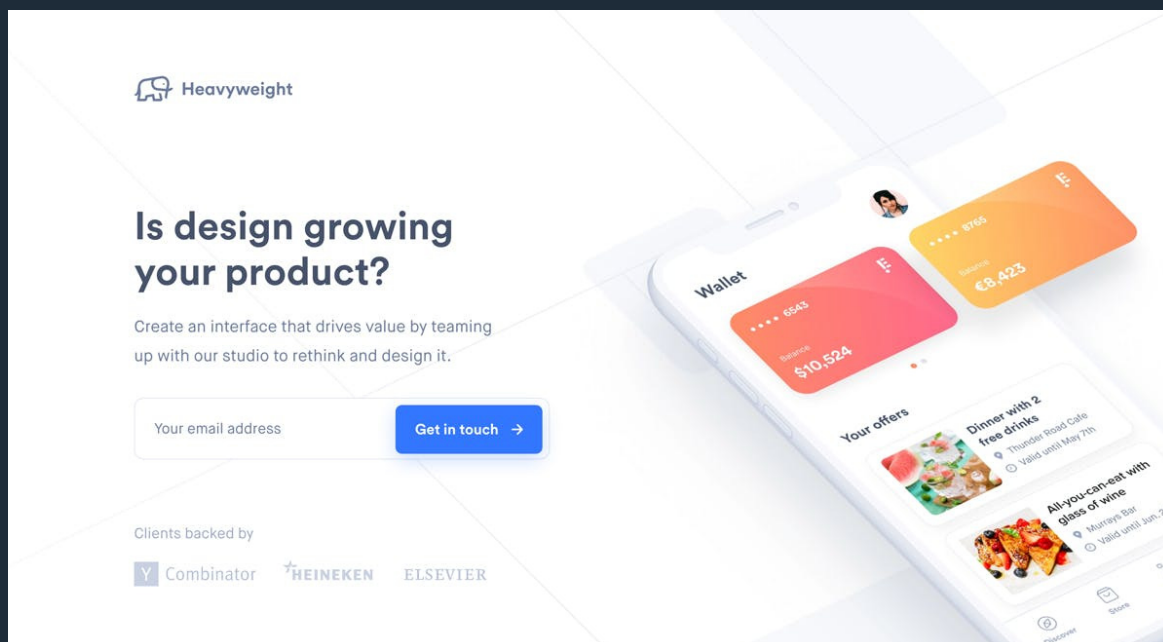 Heavyweight
Is design growing
your product?
Create an interface that drives value by teaming
up with our studio to rethink and design it.
Your email address
Get in touch →
Clients backed by
Y Combinator
HEINEKEN
ELSEVIER
Wallet
•••• 6543
Balance
$10,524
•••• 8765
Balance
€8,423
Your offers
Dinner with 2
free drinks
Thunder Road Cafe
Valid until May 7th
All-you-can-eat with
glass of wine
Murrays Bar
Valid until Jun.
Discover
Store